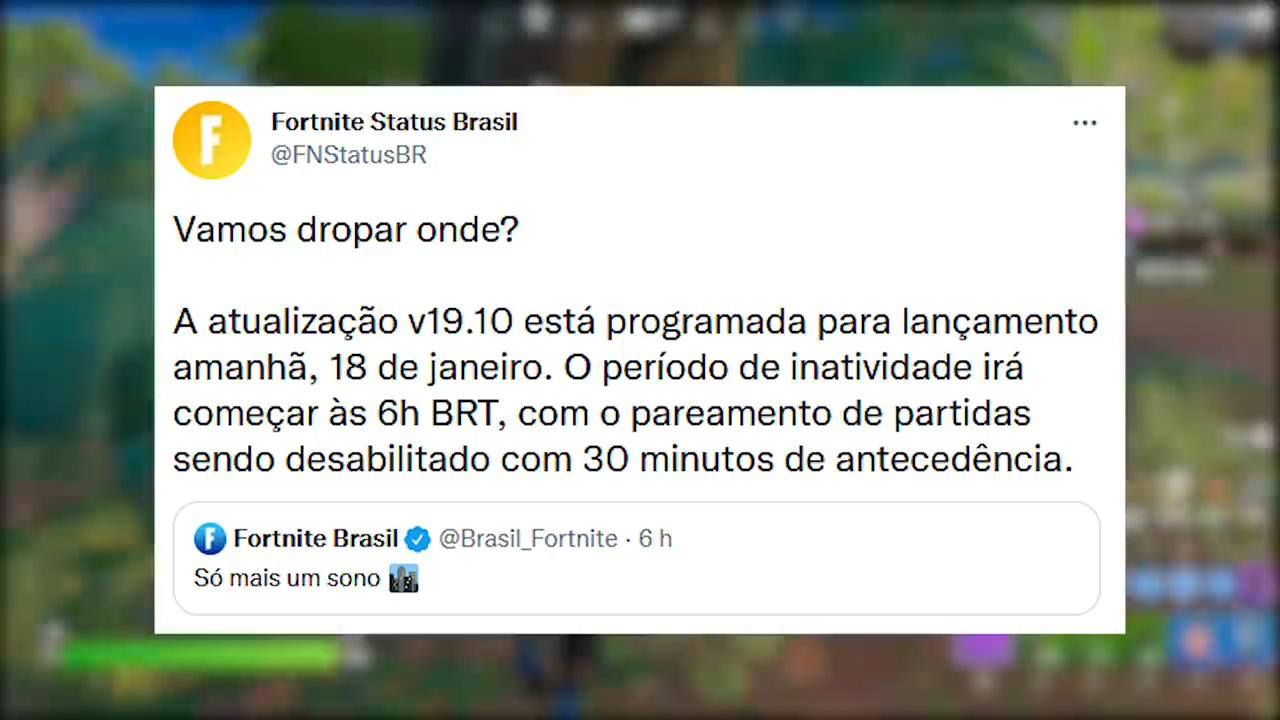 Fortnite Status Brasil
@FNStatusBR
Vamos dropar onde?
A atualização v19.10 está programada para lançamento
amanhã, 18 de janeiro. O período de inatividade irá
começar às 6h BRT, com o pareamento de partidas
sendo desabilitado com 30 minutos de antecedência.
Fortnite Brasil @Brasil_Fortnite · 6 h
Só mais um sono 🏙️